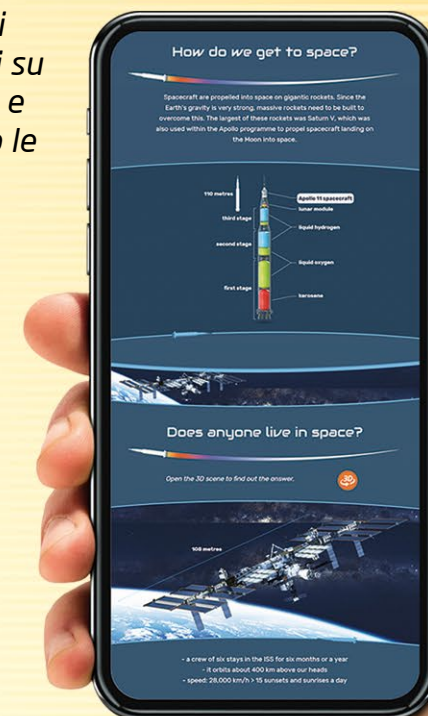 i
i su
e
o le
How do we get to space?
Spacecraft are propelled into space on gigantic rockets. Since the
Earth's gravity is very strong, massive rockets need to be built to
overcome this. The largest of these rockets was Saturn V, which was
also used within the Apollo programme to propel spacecraft landing on
the Moon into space.
110 metres
Apollo 11 spacecraft
lunar module
third stage
liquid hydrogen
second stage
liquid oxygen
first stage
kerosene
Does anyone live in space?
Open the 3D scene to find out the answer.
3D
108 metres
- a crew of six stays in the ISS for six months or a year
- it orbits about 400 km above our heads
- speed: 28,000 km/h > 15 sunsets and sunrises a day